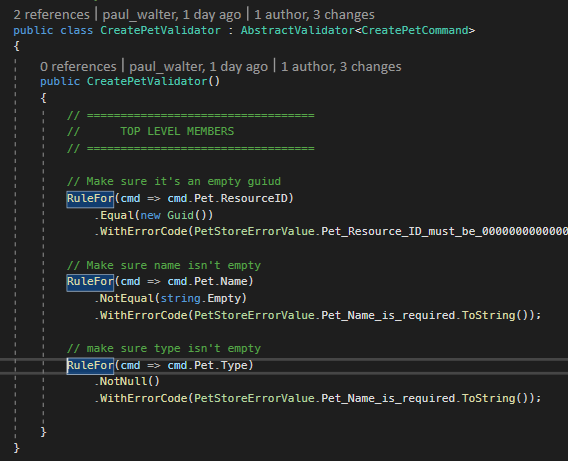 2 references | paul_walter, 1 day ago | 1 author, 3 changes
public class CreatePetValidator : AbstractValidator<CreatePetCommand>
{
0 references | paul_walter, 1 day ago | 1 author, 3 changes
public CreatePetValidator()
{
// ==================================
// TOP LEVEL MEMBERS
// ==================================
// Make sure it's an empty guiud
RuleFor(cmd => cmd.Pet.ResourceID)
.Equal(new Guid())
.WithErrorCode(PetStoreErrorValue.Pet_Resource_ID_must_be_0000000000000
// Make sure name isn't empty
RuleFor(cmd => cmd.Pet.Name)
.NotEqual(string.Empty)
.WithErrorCode(PetStoreErrorValue.Pet_Name_is_required.ToString());
// make sure type isn't empty
RuleFor(cmd => cmd.Pet.Type)
.NotNull()
.WithErrorCode(PetStoreErrorValue.Pet_Name_is_required.ToString());
}
}